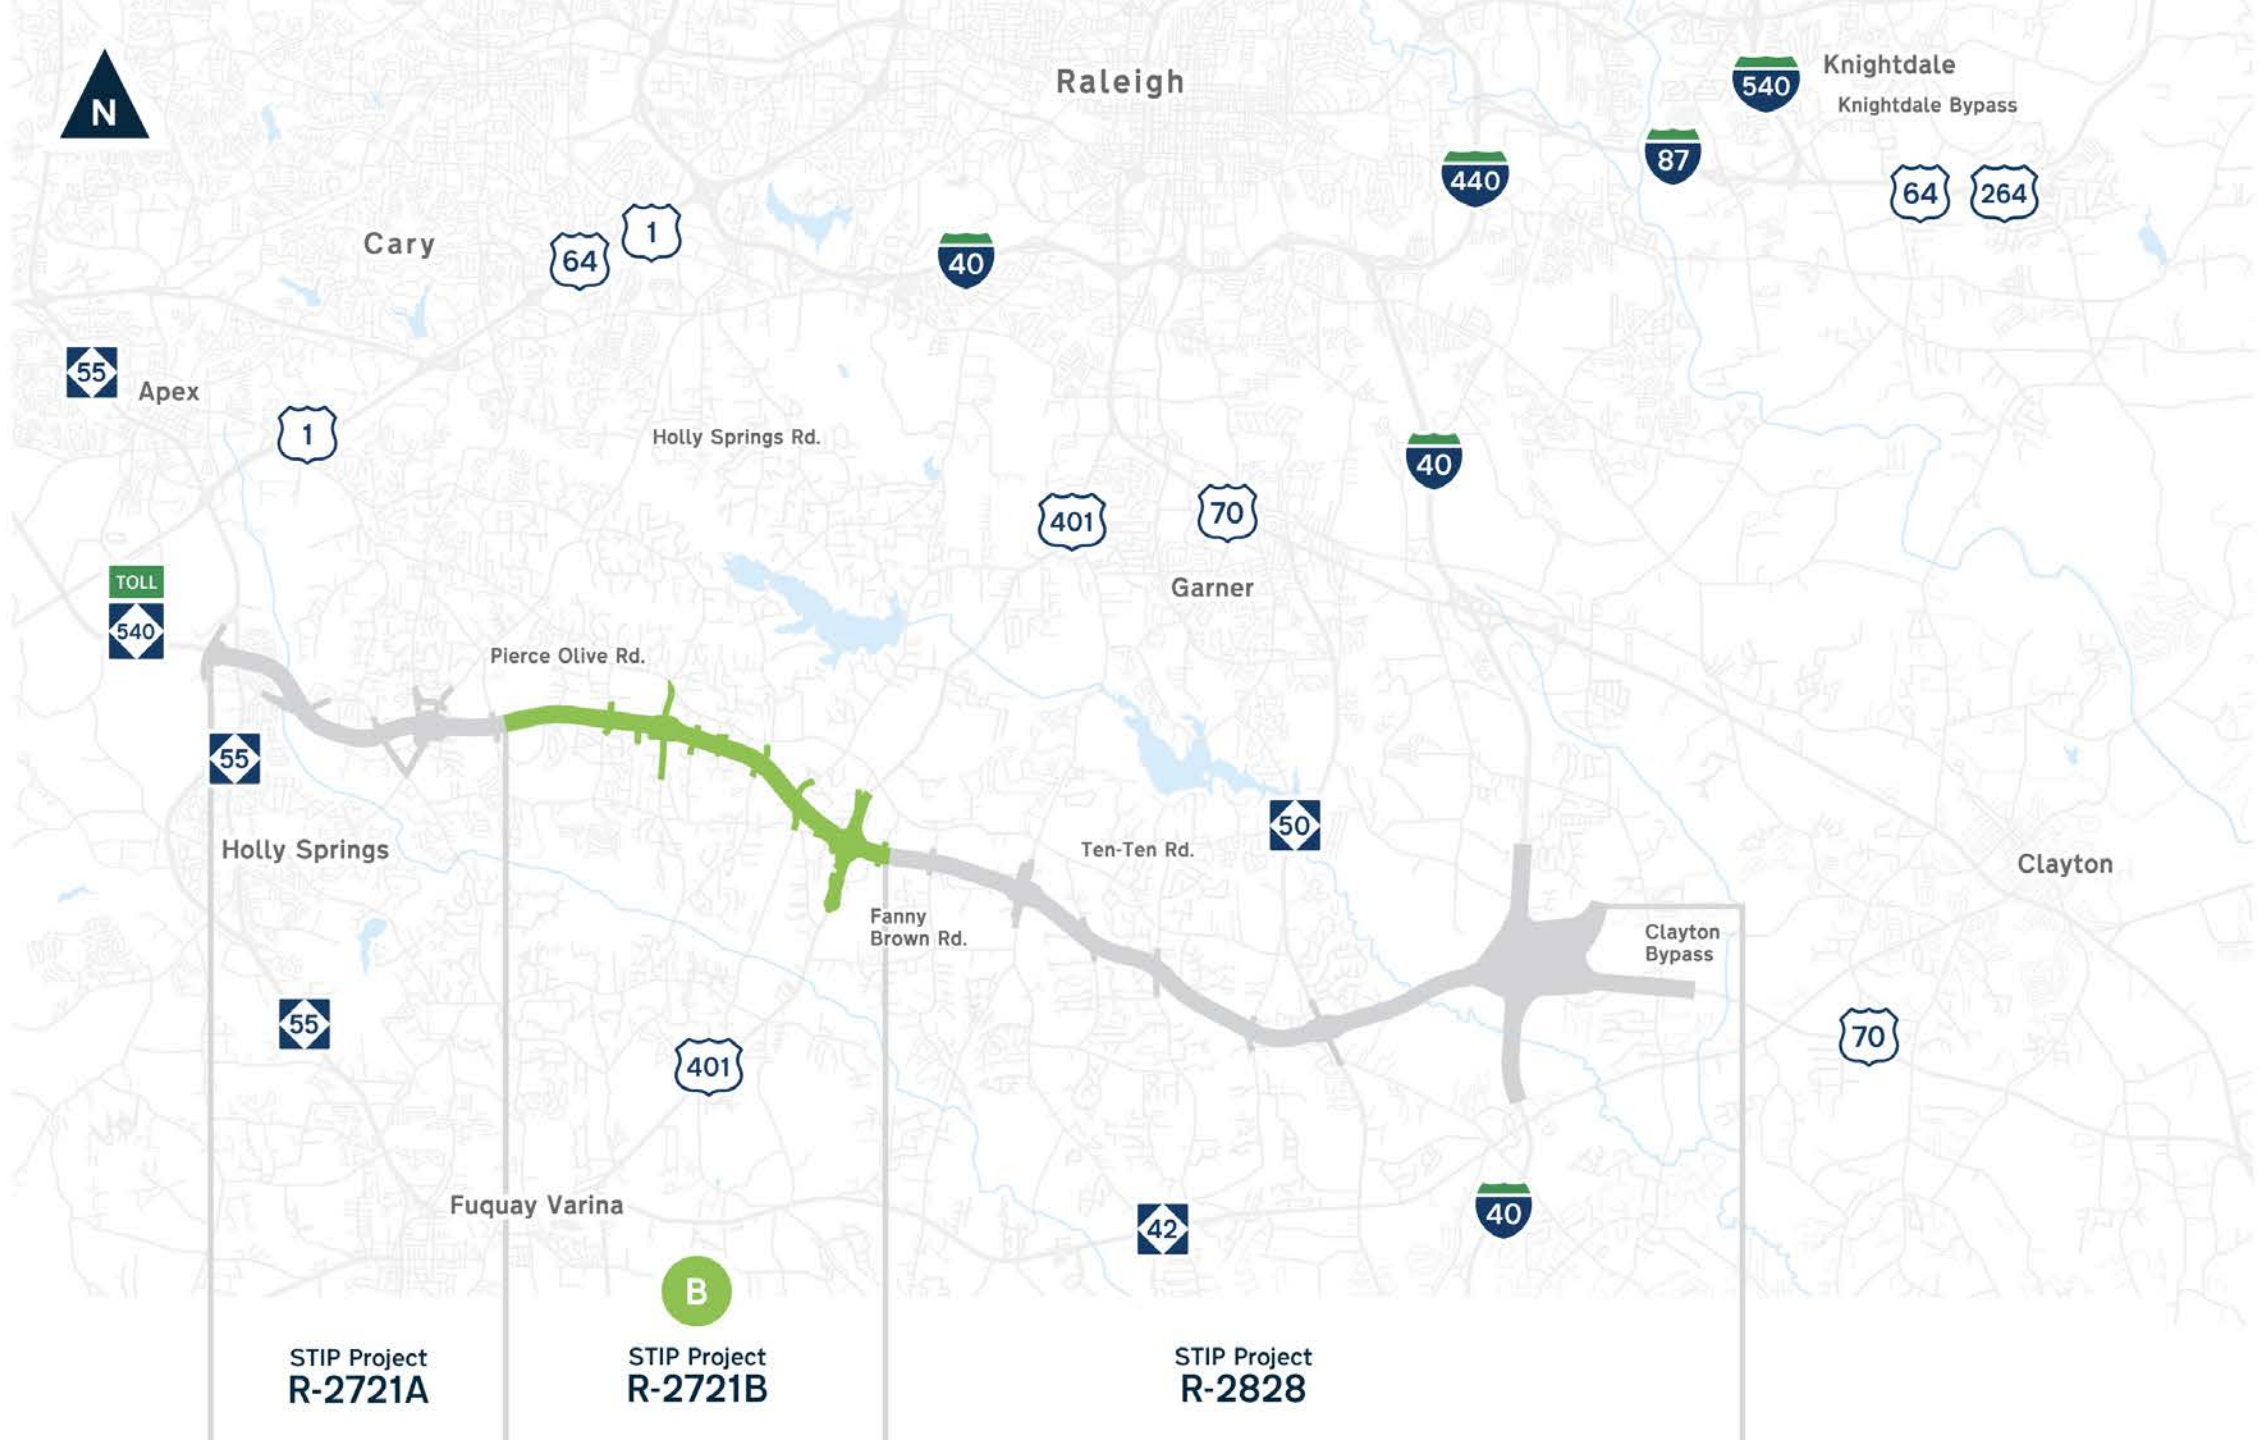 N
Raleigh
540
Knightdale
Knightdale Bypass
87
440
64
264
1
Cary
64
40
55
Apex
1
Holly Springs Rd.
40
401
70
Garner
TOLL
540
Pierce Olive Rd.
55
50
Holly Springs
Ten-Ten Rd.
Clayton
Fanny
Brown Rd.
Clayton
Bypass
55
70
401
Fuquay Varina
42
40
B
STIP Project
R-2721A
STIP Project
R-2721B
STIP Project
R-2828